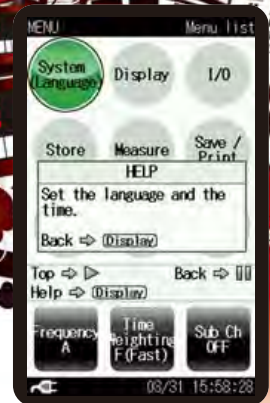 MENU Menu list
System
(Language)
Display
I/O
Store
Measure
Save /
Print
HELP
Set the language and the
time.
Back ⇨ (Display)
Top ⇨ ▷ Back ⇨ ▯▯
Help ⇨ (Display)
Frequency
A
Time
Weighting
F(Fast)
Sub Ch
OFF
03/31 15:58:28